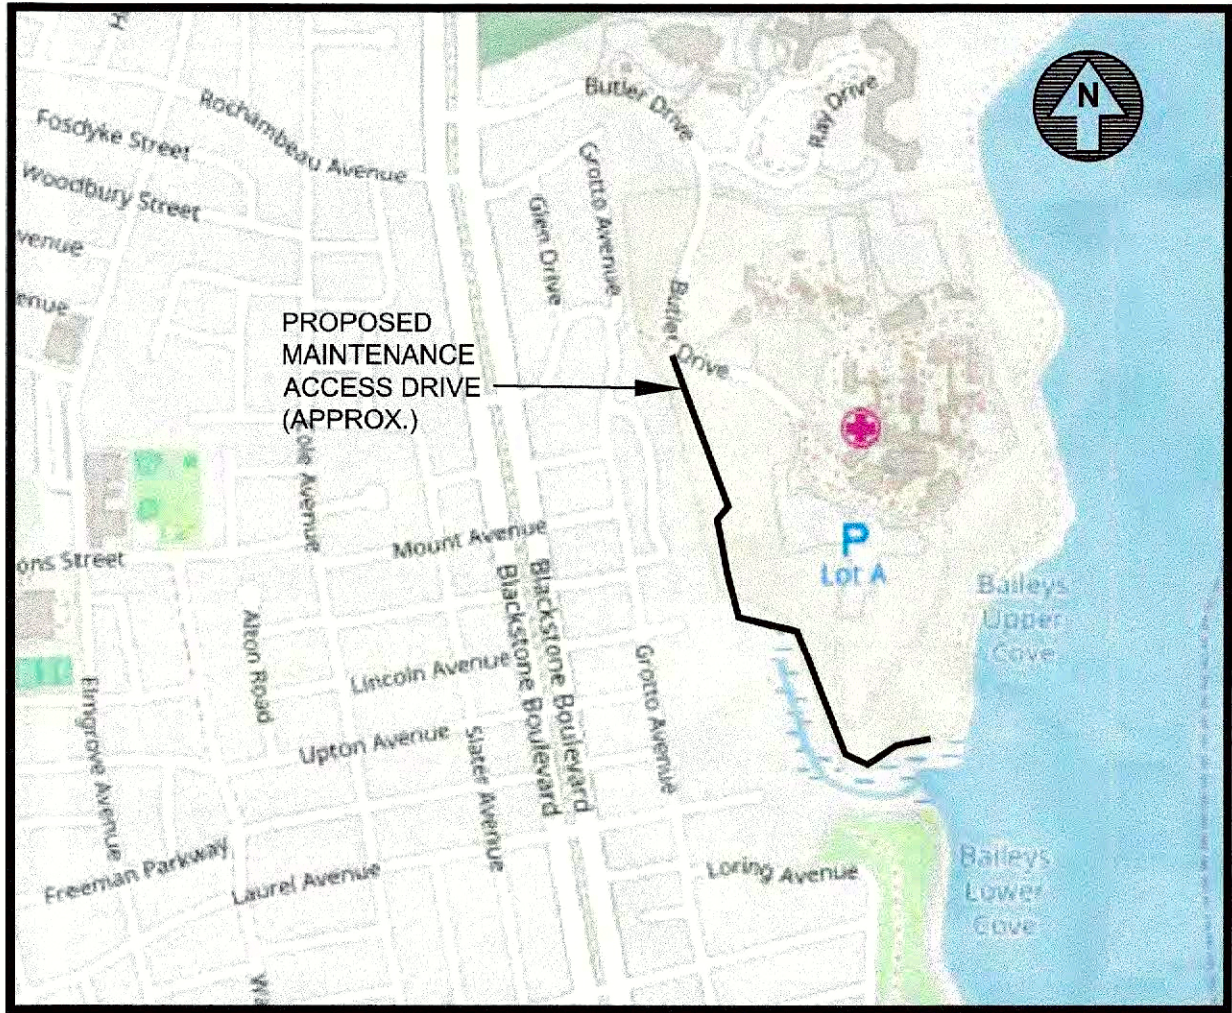 N
Rochambeau Avenue
Fosdyke Street
Woodbury Street
venue
enue
Butler Drive
Ray Drive
Grotto Avenue
Glen Drive
Butler Drive
PROPOSED
MAINTENANCE
ACCESS DRIVE
(APPROX.)
Cole Avenue
Mount Avenue
ons Street
P
Lot A
Baileys
Upper
Cove
Blackstone Boulevard
Blackstone Boulevard
Alton Road
Lincoln Avenue
Grotto Avenue
Elmgrove Avenue
Upton Avenue
Slater Avenue
Freeman Parkway
Laurel Avenue
Loring Avenue
Baileys
Lower
Cove
Wa